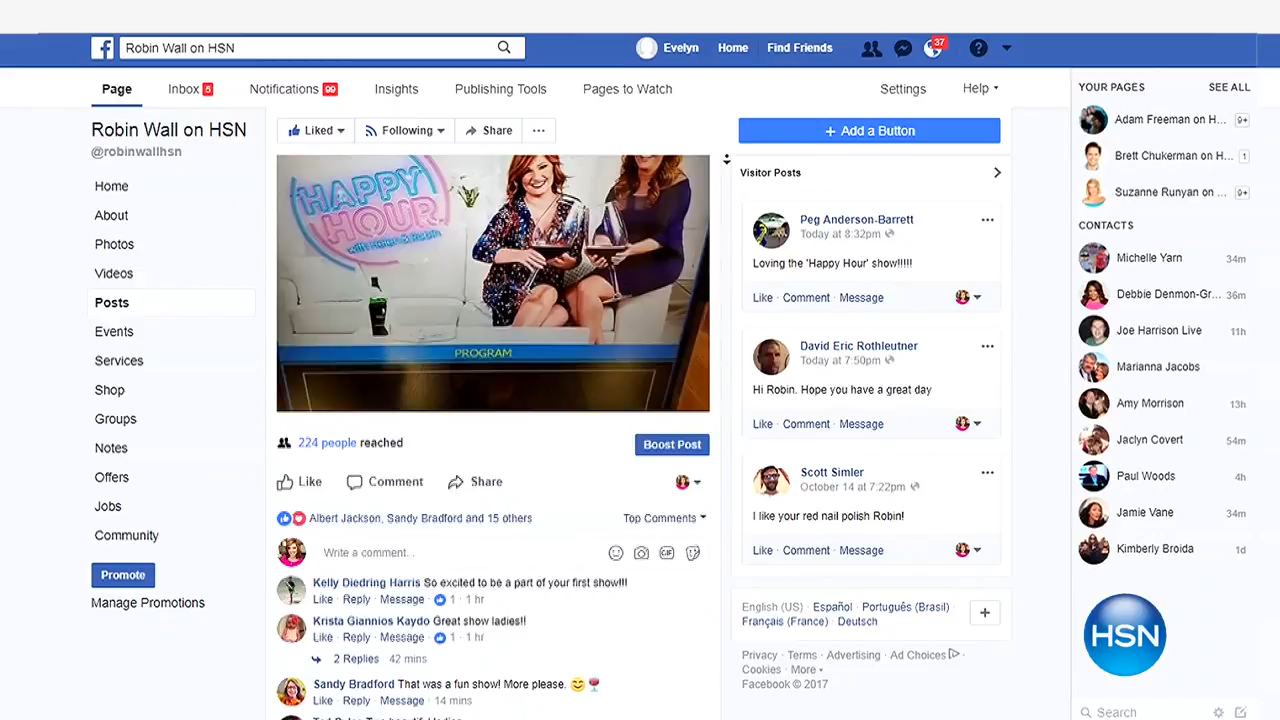 Robin Wall on HSN
Evelyn Home Find Friends 37
Page Inbox 5 Notifications 99 Insights Publishing Tools Pages to Watch Settings Help
Robin Wall on HSN
@robinwallhsn
Home
About
Photos
Videos
Posts
Events
Services
Shop
Groups
Notes
Offers
Jobs
Community
Promote
Manage Promotions
Liked Following Share ...
+ Add a Button
HAPPY
HOUR
PROGRAM
224 people reached
Boost Post
Like Comment Share
Albert Jackson, Sandy Bradford and 15 others Top Comments
Write a comment...
GIF
Kelly Diedring Harris So excited to be a part of your first show!!!
Like · Reply · Message · 1 · 1 hr
Krista Giannios Kaydo Great show ladies!!
Like · Reply · Message · 1 · 1 hr
2 Replies 42 mins
Sandy Bradford That was a fun show! More please. 😊🍷
Like · Reply · Message · 14 mins
Visitor Posts
Peg Anderson-Barrett
Today at 8:32pm
Loving the 'Happy Hour' show!!!!!
Like · Comment · Message
David Eric Rothleutner
Today at 7:50pm
Hi Robin. Hope you have a great day
Like · Comment · Message
Scott Simler
October 14 at 7:22pm
I like your red nail polish Robin!
Like · Comment · Message
English (US) · Español · Português (Brasil) ·
Français (France) · Deutsch
+
Privacy · Terms · Advertising · Ad Choices ·
Cookies · More
Facebook © 2017
YOUR PAGES SEE ALL
Adam Freeman on H... 9+
Brett Chukerman on H... 1
Suzanne Runyan on ... 9+
CONTACTS
Michelle Yarn 34m
Debbie Denmon-Gr... 36m
Joe Harrison Live 11h
Marianna Jacobs
Amy Morrison 13h
Jaclyn Covert 54m
Paul Woods 4h
Jamie Vane 34m
Kimberly Broida 1d
HSN
Search